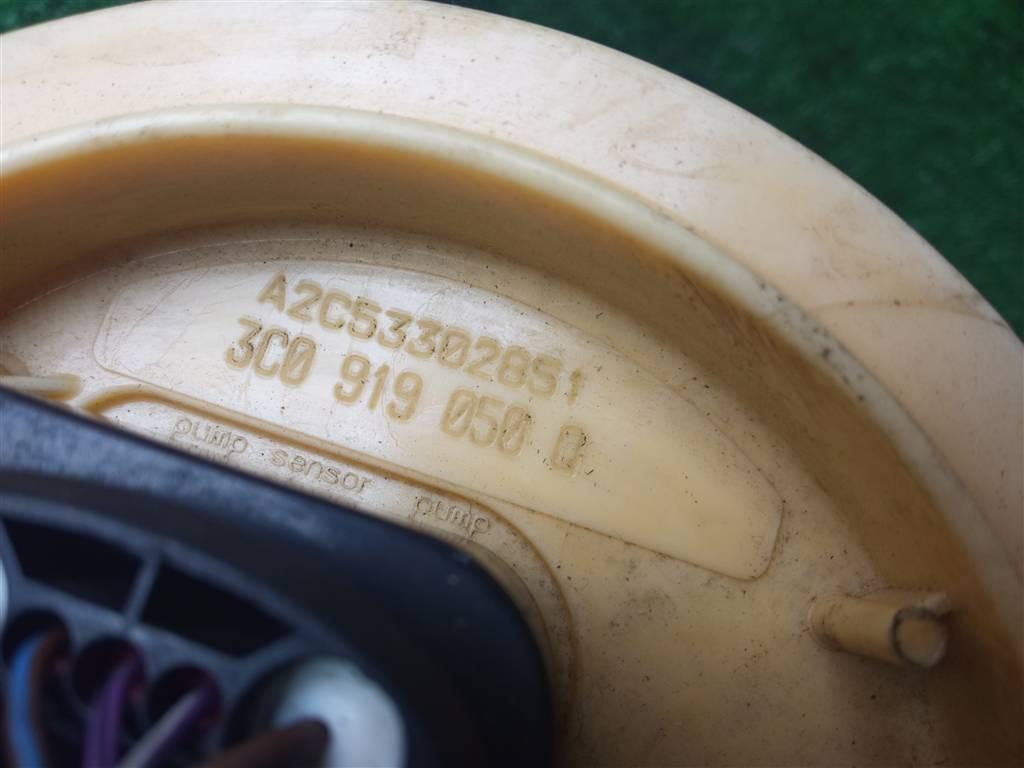 A2C53302851
3C0 919 050 Q
pump sensor pump